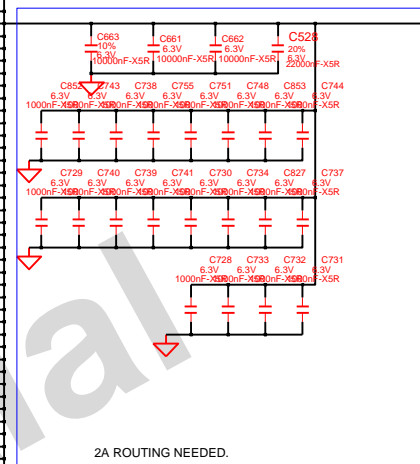 C663 C661 C662 C528
10% 6.3V 6.3V 20%
6.3V 6.3V
10000nF-X5R 10000nF-X5R 10000nF-X5R 22000nF-X5R
C852 C743 C738 C755 C751 C748 C853 C744
6.3V 6.3V 6.3V 6.3V 6.3V 6.3V 6.3V 6.3V
1000nF-X5R
C729 C740 C739 C741 C730 C734 C827 C737
6.3V 6.3V 6.3V 6.3V 6.3V 6.3V 6.3V 6.3V
1000nF-X5R
C728 C733 C732 C731
6.3V 6.3V 6.3V 6.3V
1000nF-X5R
2A ROUTING NEEDED.